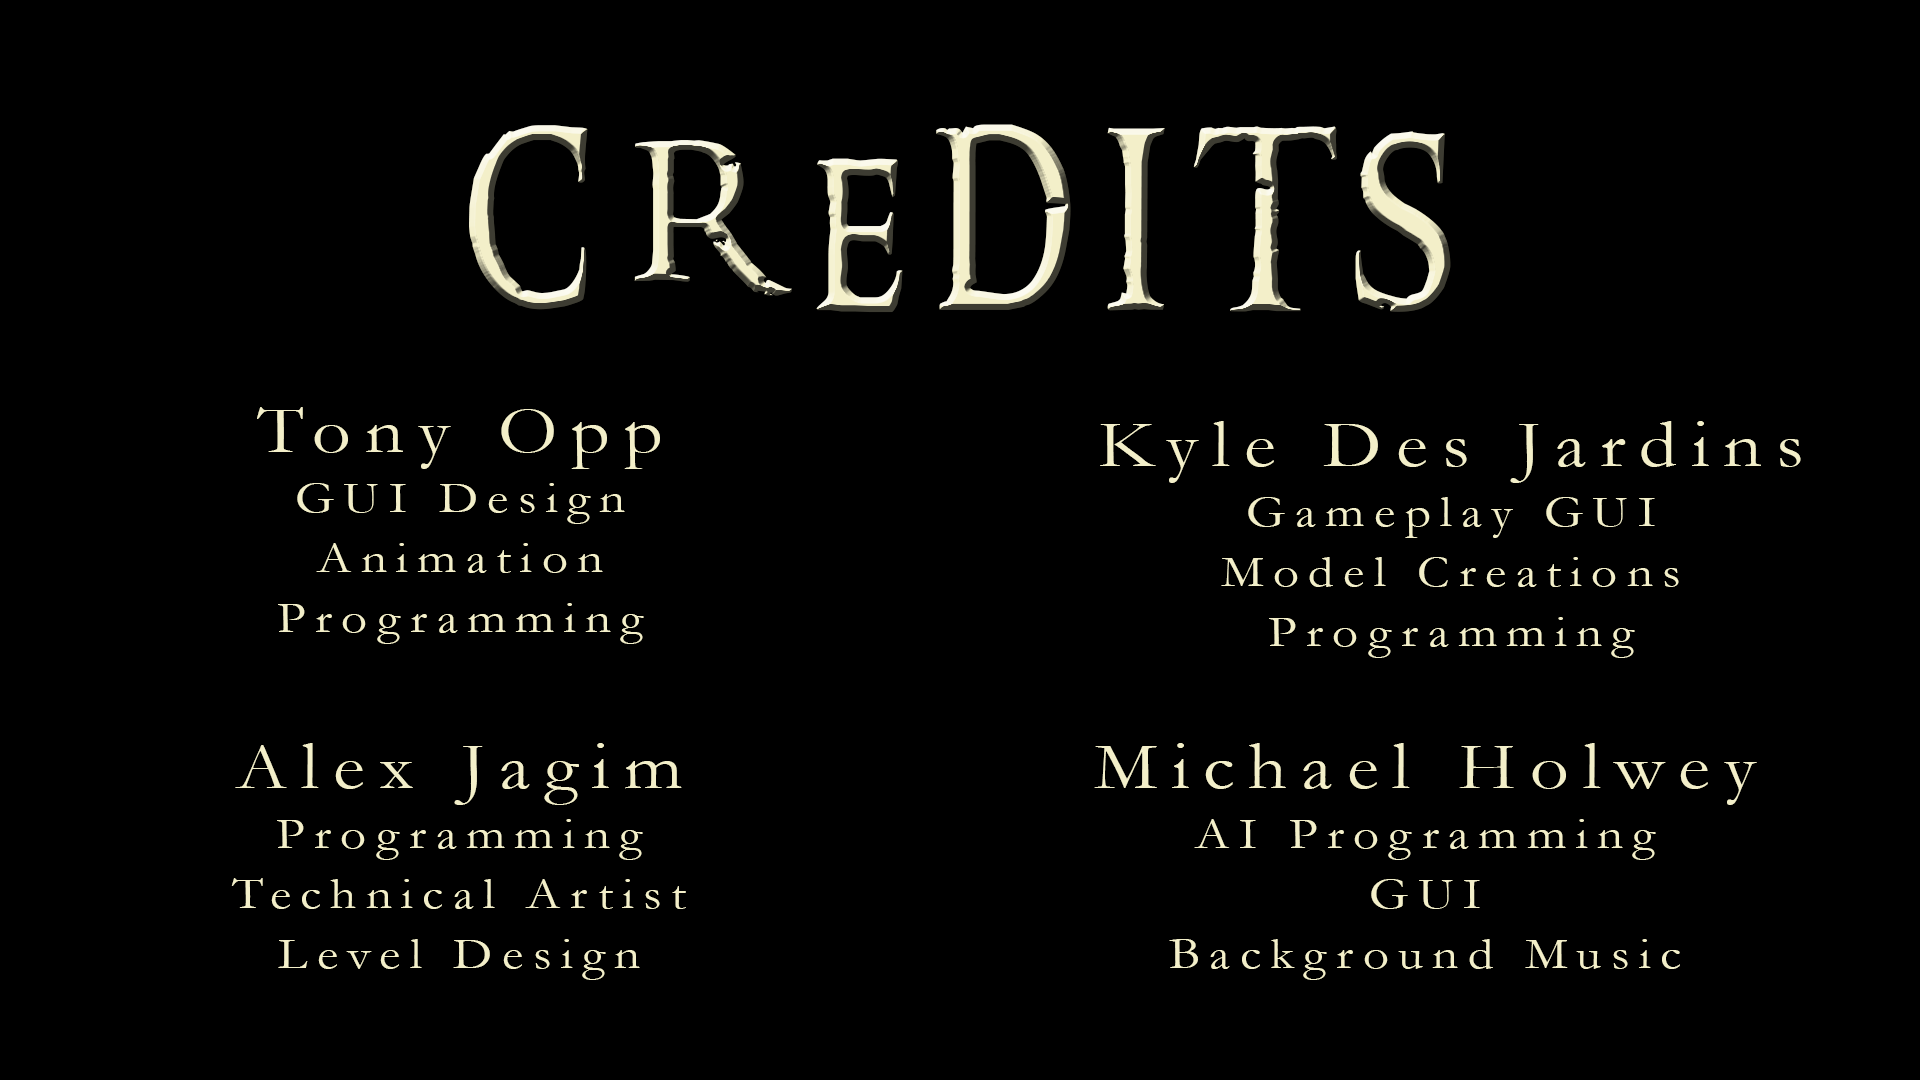 CReDITS
Tony Opp
GUI Design
Animation
Programming
Kyle Des Jardins
Gameplay GUI
Model Creations
Programming
Alex Jagim
Programming
Technical Artist
Level Design
Michael Holwey
AI Programming
GUI
Background Music